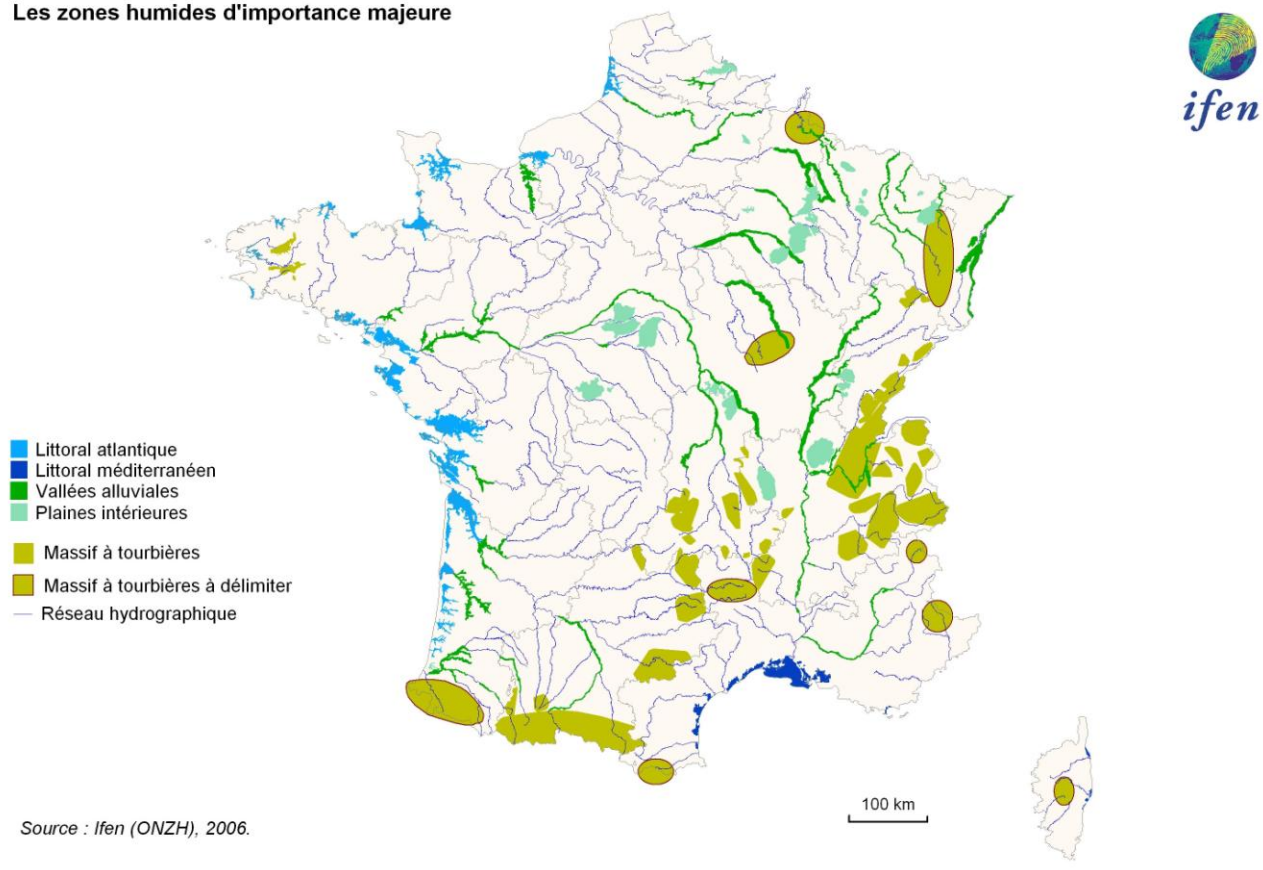 Les zones humides d'importance majeure
ifen
Littoral atlantique
Littoral méditerranéen
Vallées alluviales
Plaines intérieures
Massif à tourbières
Massif à tourbières à délimiter
Réseau hydrographique
100 km
Source : Ifen (ONZH), 2006.